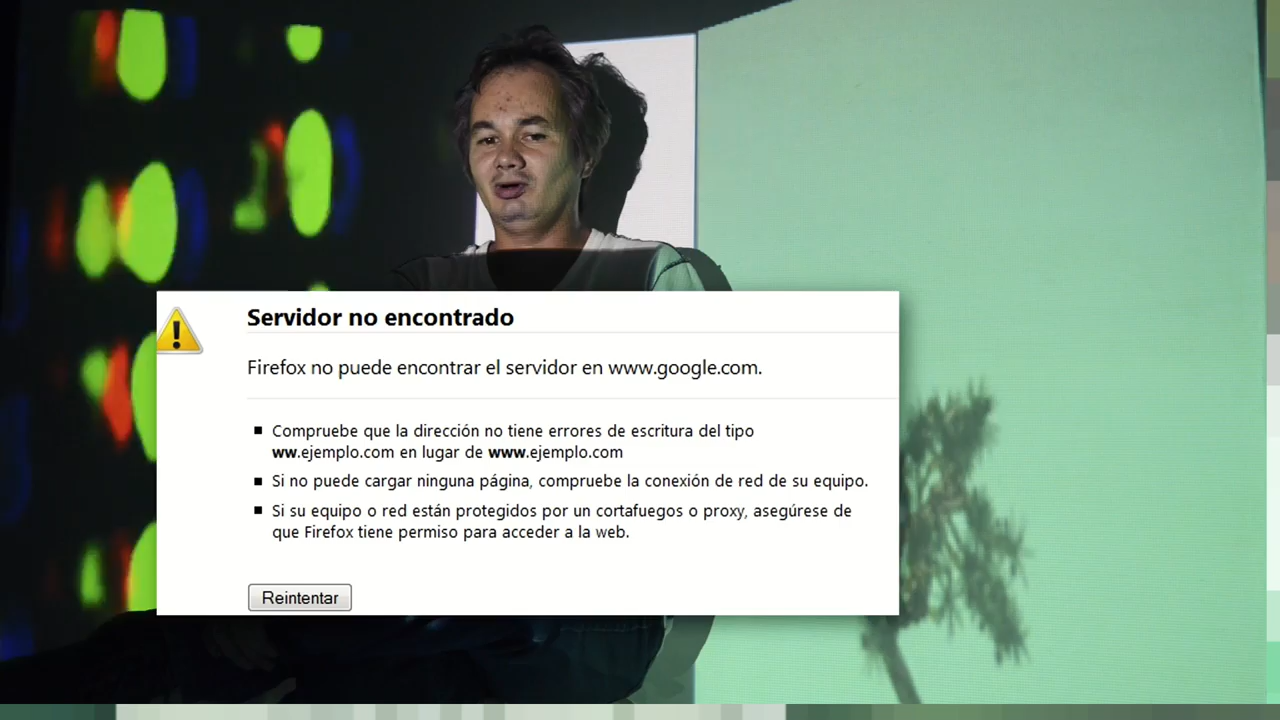 Servidor no encontrado
Firefox no puede encontrar el servidor en www.google.com.
Compruebe que la dirección no tiene errores de escritura del tipo
ww.ejemplo.com en lugar de www.ejemplo.com
Si no puede cargar ninguna página, compruebe la conexión de red de su equipo.
Si su equipo o red están protegidos por un cortafuegos o proxy, asegúrese de
que Firefox tiene permiso para acceder a la web.
Reintentar